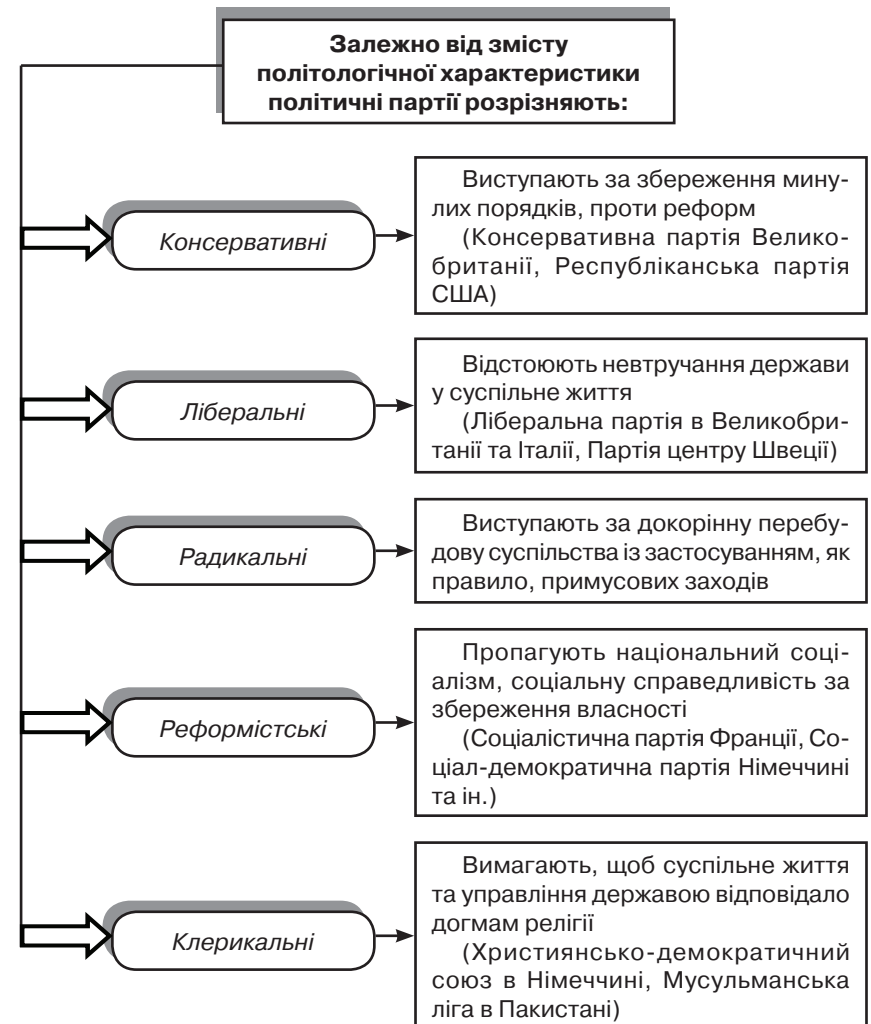 Залежно від змісту
політологічної характеристики
політичні партії розрізняють:
Консервативні
Виступають за збереження мину-
лих порядків, проти реформ
(Консервативна партія Велико-
британії, Республіканська партія
США)
Ліберальні
Відстоюють невтручання держави
у суспільне життя
(Ліберальна партія в Великобри-
танії та Італії, Партія центру Швеції)
Радикальні
Виступають за докорінну перебу-
дову суспільства із застосуванням, як
правило, примусових заходів
Реформістські
Пропагують національний соці-
алізм, соціальну справедливість за
збереження власності
(Соціалістична партія Франції, Со-
ціал-демократична партія Німеччині
та ін.)
Клерикальні
Вимагають, щоб суспільне життя
та управління державою відповідало
догмам релігії
(Християнсько-демократичний
союз в Німеччині, Мусульманська
ліга в Пакистані)